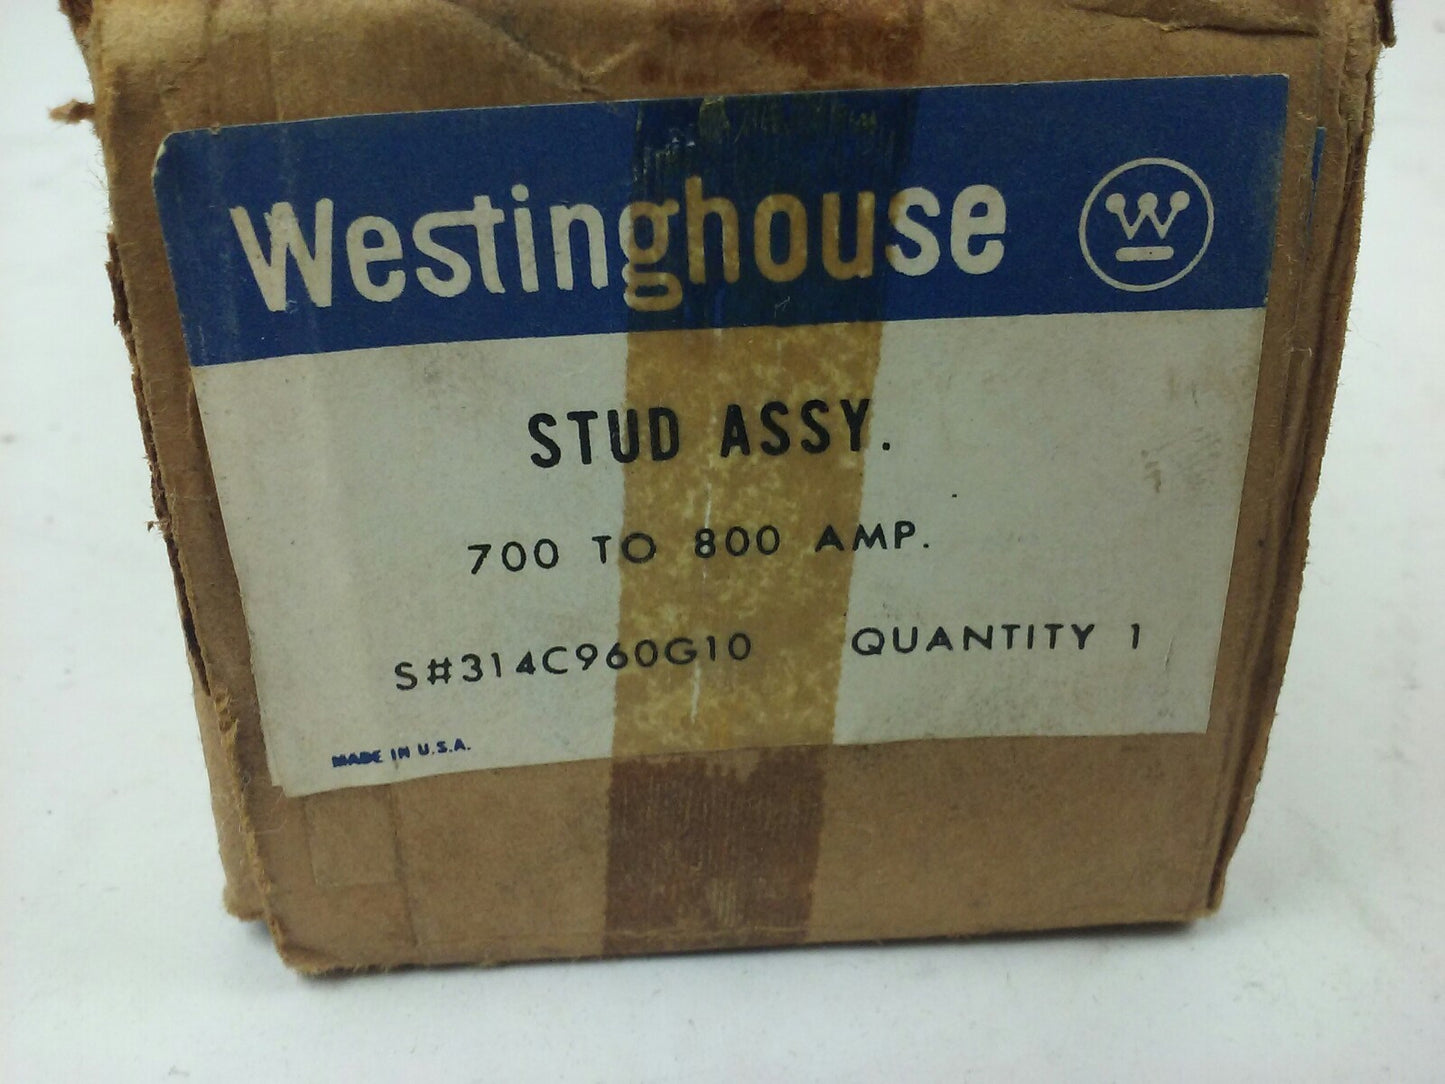 Westinghouse W
STUD ASSY.
700 TO 800 AMP.
S#314C960G10 QUANTITY 1
MADE IN U.S.A.